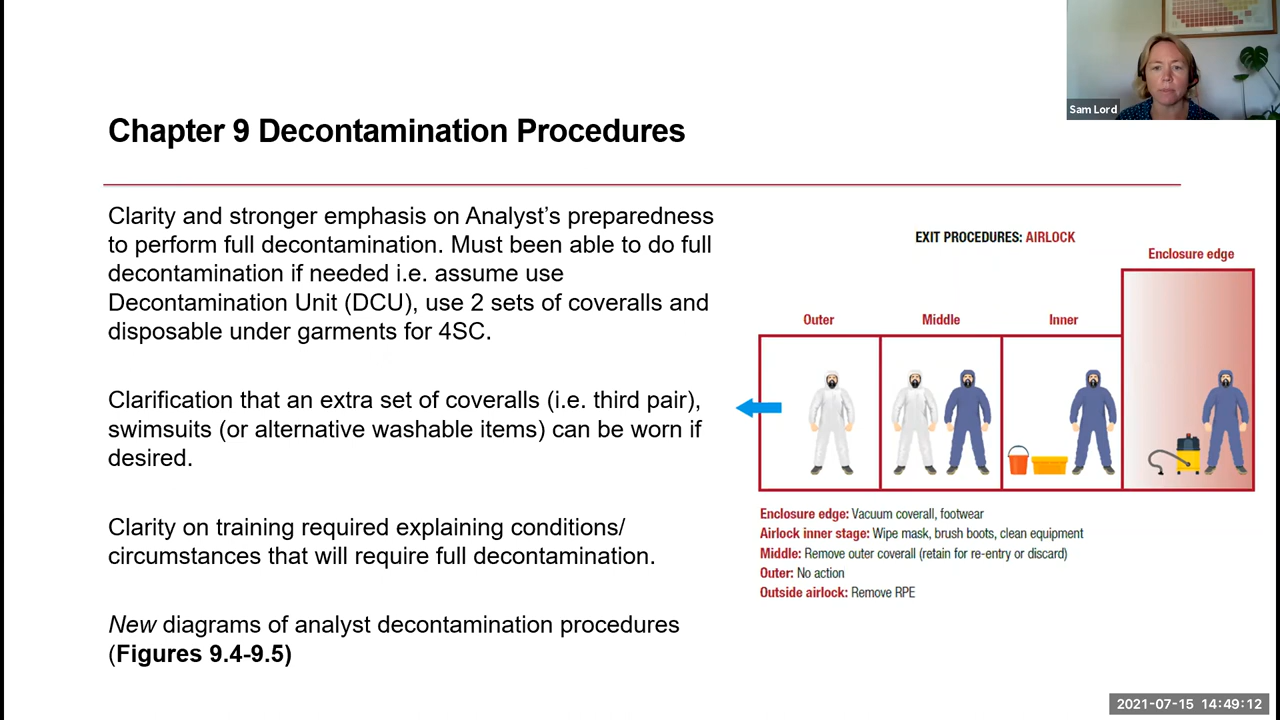 Sam Lord
Chapter 9 Decontamination Procedures
Clarity and stronger emphasis on Analyst’s preparedness
to perform full decontamination. Must been able to do full
decontamination if needed i.e. assume use
Decontamination Unit (DCU), use 2 sets of coveralls and
disposable under garments for 4SC.
Clarification that an extra set of coveralls (i.e. third pair),
swimsuits (or alternative washable items) can be worn if
desired.
Clarity on training required explaining conditions/
circumstances that will require full decontamination.
New diagrams of analyst decontamination procedures
(Figures 9.4-9.5)
EXIT PROCEDURES: AIRLOCK
Enclosure edge
Outer Middle Inner
Enclosure edge: Vacuum coverall, footwear
Airlock inner stage: Wipe mask, brush boots, clean equipment
Middle: Remove outer coverall (retain for re-entry or discard)
Outer: No action
Outside airlock: Remove RPE
2021-07-15 14:49:12